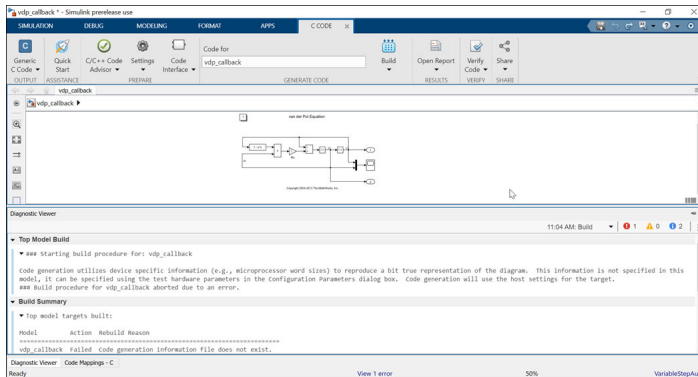 vdp_callback * - Simulink prerelease use
SIMULATION DEBUG MODELING FORMAT APPS C CODE
Generic C Code
Quick Start
C/C++ Code Advisor
Settings
Code Interface
Code for
vdp_callback
Build
Open Report
Verify Code
Share
OUTPUT ASSISTANCE PREPARE GENERATE CODE RESULTS VERIFY SHARE
vdp_callback
vdp_callback
van der Pol Equation
Diagnostic Viewer
11:04 AM: Build 1 0 2
Top Model Build
### Starting build procedure for: vdp_callback
Code generation utilizes device specific information (e.g., microprocessor word sizes) to reproduce a bit true representation of the diagram. This information is not specified in this
model, it can be specified using the test hardware parameters in the Configuration Parameters dialog box. Code generation will use the host settings for the target.
### Build procedure for vdp_callback aborted due to an error.
Build Summary
Top model targets built:
Model Action Rebuild Reason
================================================================
vdp_callback Failed Code generation information file does not exist.
Diagnostic Viewer Code Mappings - C
Ready View 1 error 50% VariableStepAu